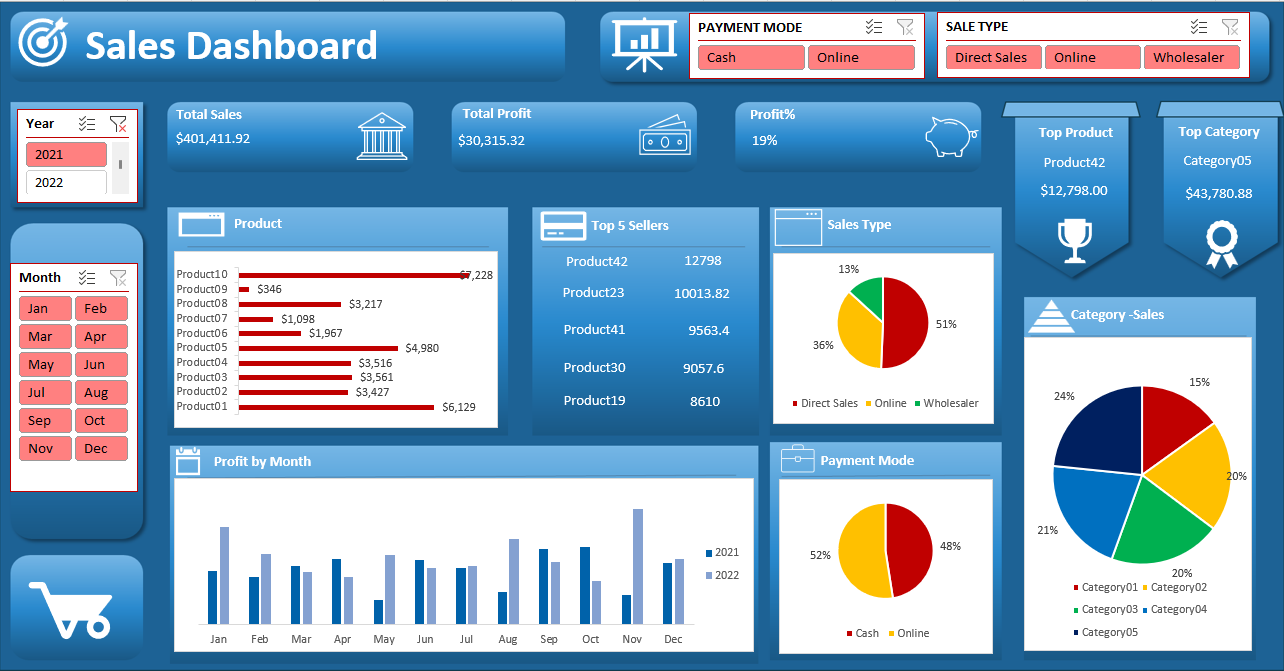 Sales Dashboard
PAYMENT MODE
Cash Online
SALE TYPE
Direct Sales Online Wholesaler
Year
2021
2022
Total Sales
$401,411.92
Total Profit
$30,315.32
Profit%
19%
Top Product
Product42
$12,798.00
Top Category
Category05
$43,780.88
Month
Jan Feb
Mar Apr
May Jun
Jul Aug
Sep Oct
Nov Dec
Product
Product10 $7,228
Product09 $346
Product08 $3,217
Product07 $1,098
Product06 $1,967
Product05 $4,980
Product04 $3,516
Product03 $3,561
Product02 $3,427
Product01 $6,129
Top 5 Sellers
Product42 12798
Product23 10013.82
Product41 9563.4
Product30 9057.6
Product19 8610
Sales Type
13%
51%
36%
Direct Sales Online Wholesaler
Category -Sales
15%
24%
20%
21%
20%
Category01 Category02
Category03 Category04
Category05
Profit by Month
2021
2022
Jan Feb Mar Apr May Jun Jul Aug Sep Oct Nov Dec
Payment Mode
48%
52%
Cash Online